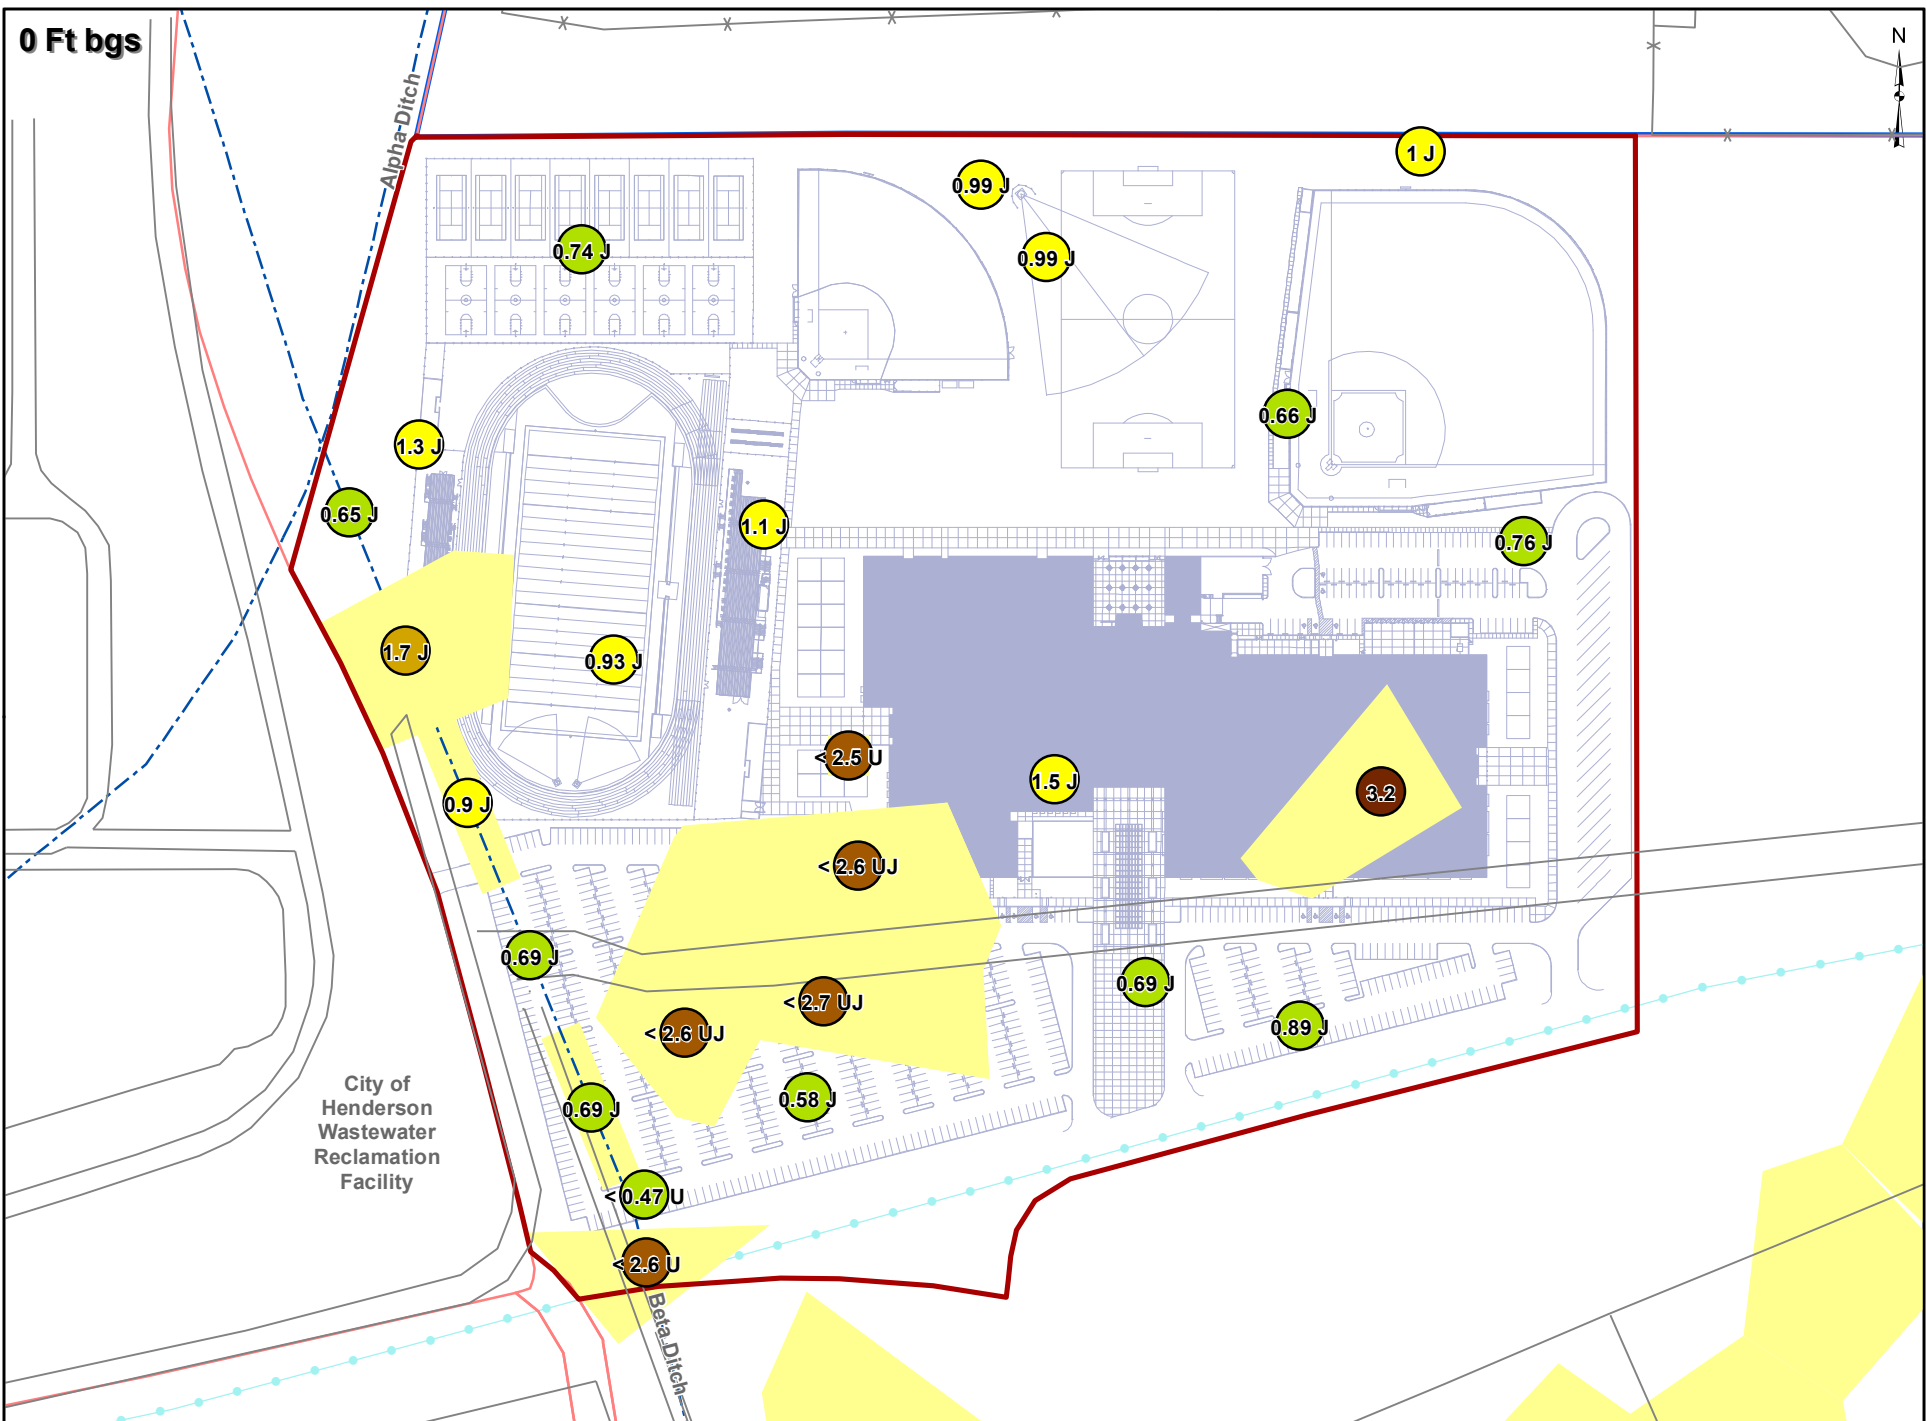 0 Ft bgs
N
Alpha Ditch
1 J
0.99 J
0.74 J
0.99 J
0.66 J
1.3 J
0.65 J
1.1 J
0.76 J
1.7 J
0.93 J
< 2.5 U
1.5 J
3.2
0.9 J
< 2.6 UJ
0.69 J
0.69 J
< 2.7 UJ
0.89 J
< 2.6 UJ
City of
Henderson
Wastewater
Reclamation
Facility
0.58 J
0.69 J
< 0.47 U
< 2.6 U
Beta Ditch